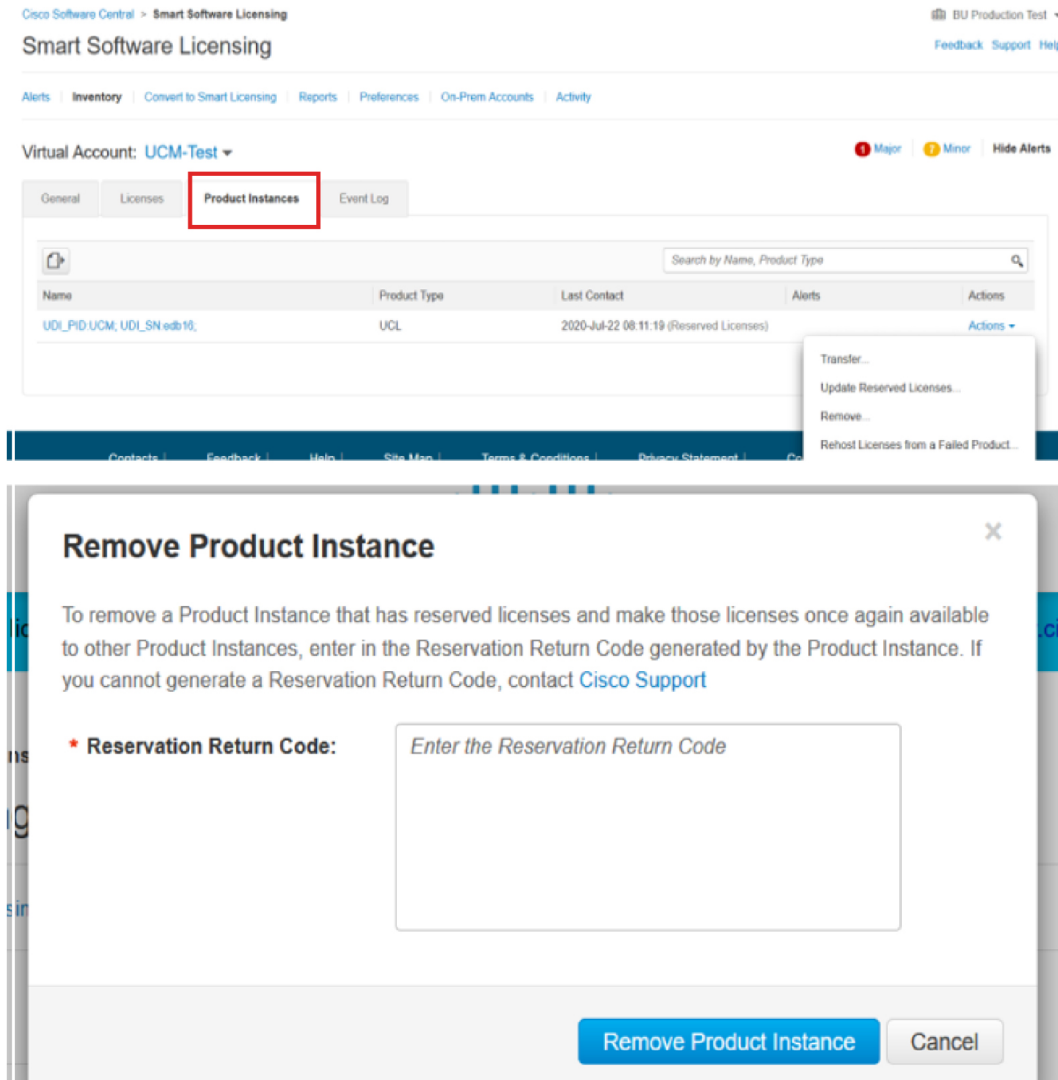 Cisco Software Central > Smart Software Licensing
BU Production Test
Smart Software Licensing
Feedback Support Help
Alerts Inventory Convert to Smart Licensing Reports Preferences On-Prem Accounts Activity
Virtual Account: UCM-Test
1 Major 7 Minor Hide Alerts
General Licenses Product Instances Event Log
Search by Name, Product Type
Name Product Type Last Contact Alerts Actions
UDI_PID:UCM; UDI_SN:edb16; UCL 2020-Jul-22 08:11:19 (Reserved Licenses) Actions
Transfer...
Update Reserved Licenses...
Remove...
Rehost Licenses from a Failed Product...
Contacts | Feedback | Help | Site Map | Terms & Conditions | Privacy Statement |
Remove Product Instance
To remove a Product Instance that has reserved licenses and make those licenses once again available
to other Product Instances, enter in the Reservation Return Code generated by the Product Instance. If
you cannot generate a Reservation Return Code, contact Cisco Support
* Reservation Return Code: Enter the Reservation Return Code
Remove Product Instance Cancel